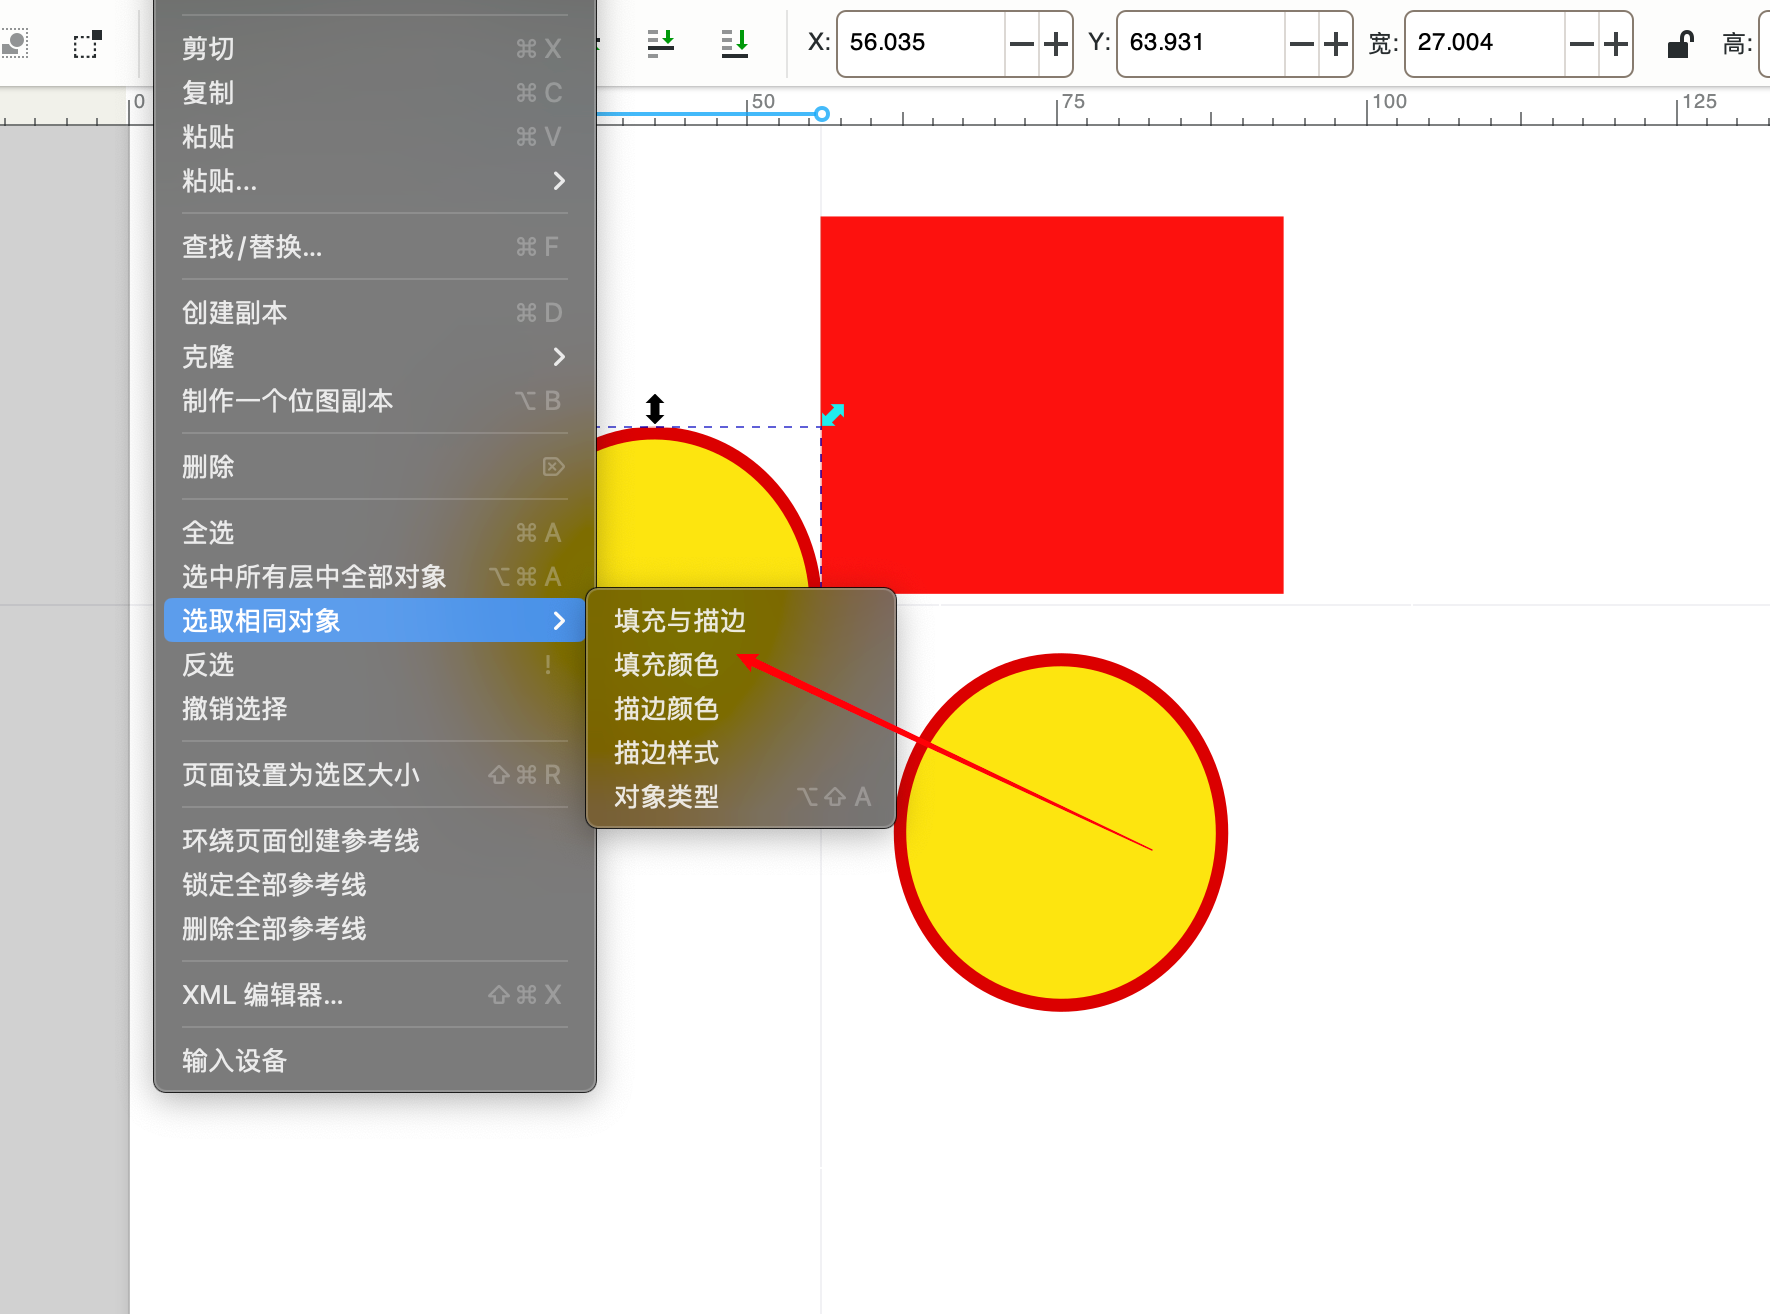 X: 56.035 Y: 63.931 宽: 27.004 高:
0 50 75 100 125
剪切 ⌘ X
复制 ⌘ C
粘贴 ⌘ V
粘贴...
查找/替换... ⌘ F
创建副本 ⌘ D
克隆
制作一个位图副本 ⌥ B
删除
全选 ⌘ A
选中所有层中全部对象 ⌥ ⌘ A
选取相同对象
反选 !
撤销选择
页面设置为选区大小 ⇧ ⌘ R
环绕页面创建参考线
锁定全部参考线
删除全部参考线
XML 编辑器... ⇧ ⌘ X
输入设备
填充与描边
填充颜色
描边颜色
描边样式
对象类型 ⌥ ⇧ A